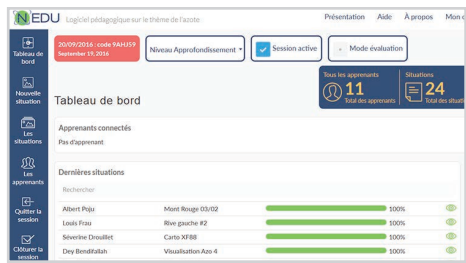 NEDU Logiciel pédagogique sur le thème de l'azote
Présentation Aide À propos Mon
Tableau de bord
Nouvelle situation
Les situations
Les apprenants
Quitter la session
Clôturer la session
20/09/2016 : code 9AHJ59
September 19, 2016
Niveau Approfondissement
Session active
Mode évaluation
Tous les apprenants
11
Total des apprenants
Situations
24
Total des situati
Tableau de bord
Apprenants connectés
Pas d'apprenant
Dernières situations
Rechercher
Albert Poju Mont Rouge 03/02 100%
Louis Frau Rive gauche #2 100%
Séverine Drouillet Carto XF88 100%
Dey Bendifallah Visualisation Azo 4 100%